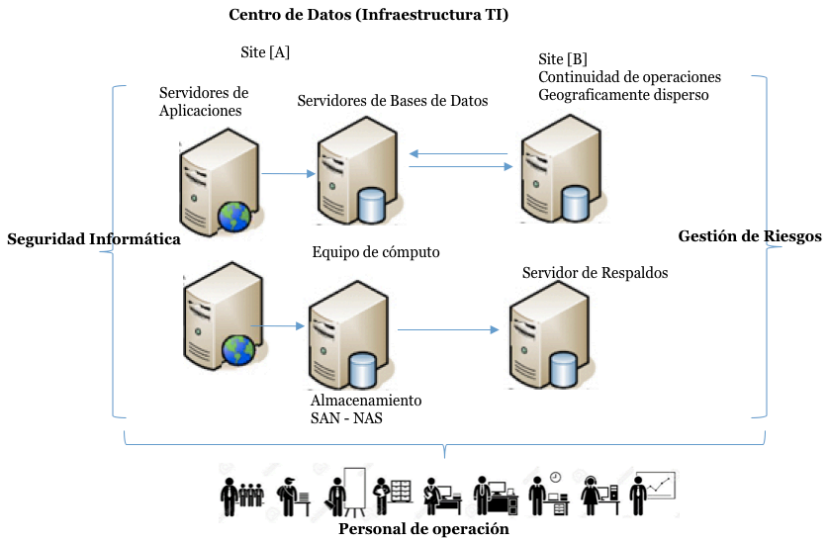 Centro de Datos (Infraestructura TI)
Site [A]
Site [B]
Continuidad de operaciones
Geograficamente disperso
Servidores de
Aplicaciones
Servidores de Bases de Datos
Seguridad Informática
Gestión de Riesgos
Equipo de cómputo
Servidor de Respaldos
Almacenamiento
SAN - NAS
Personal de operación